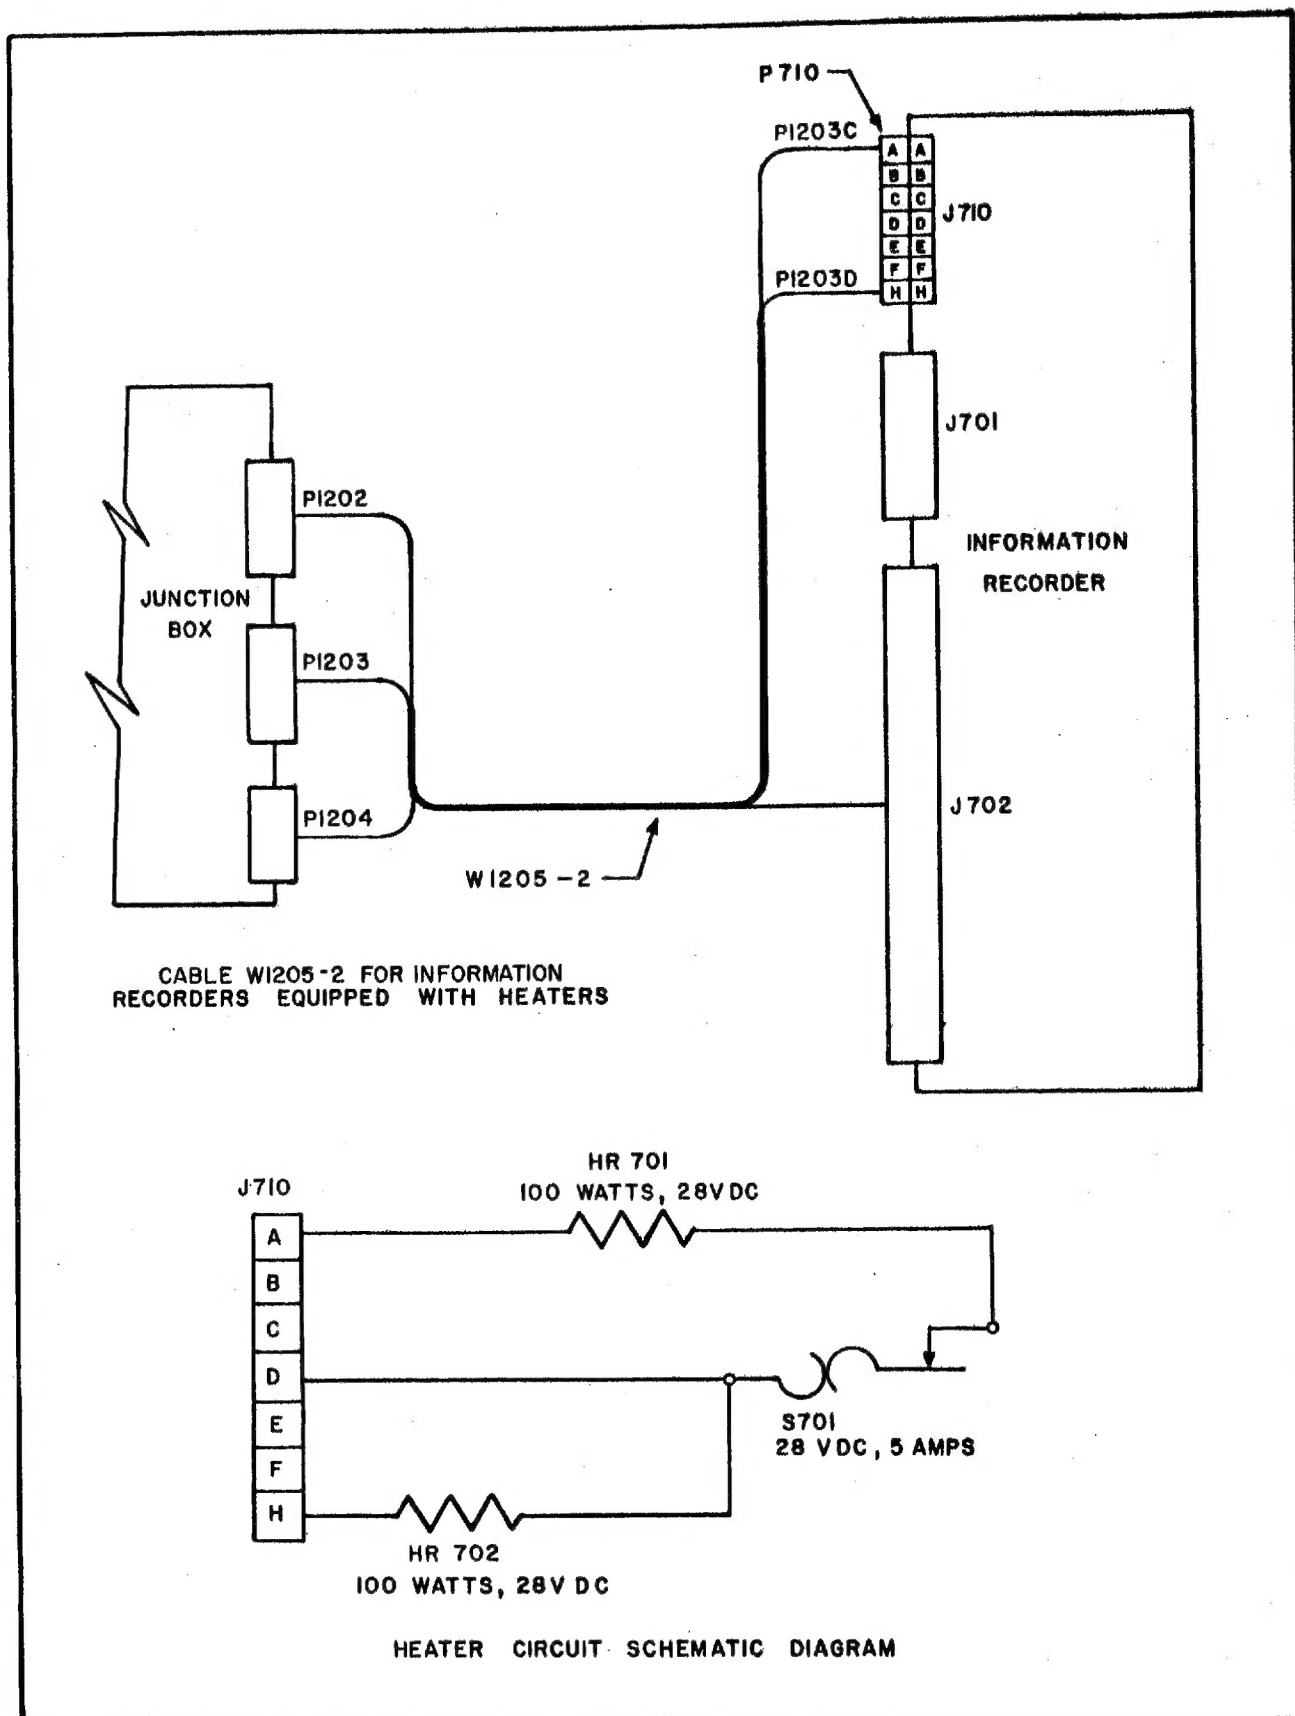 P710
P1203C
A A
B B
C C
D D
E E
F F
H H
J710
P1203D
J701
P1202
INFORMATION
RECORDER
JUNCTION
BOX
P1203
P1204
J702
W1205-2
CABLE W1205-2 FOR INFORMATION
RECORDERS EQUIPPED WITH HEATERS
HR 701
100 WATTS, 28VDC
J710
A
B
C
D
E
F
H
S701
28 VDC, 5 AMPS
HR 702
100 WATTS, 28V DC
HEATER CIRCUIT SCHEMATIC DIAGRAM